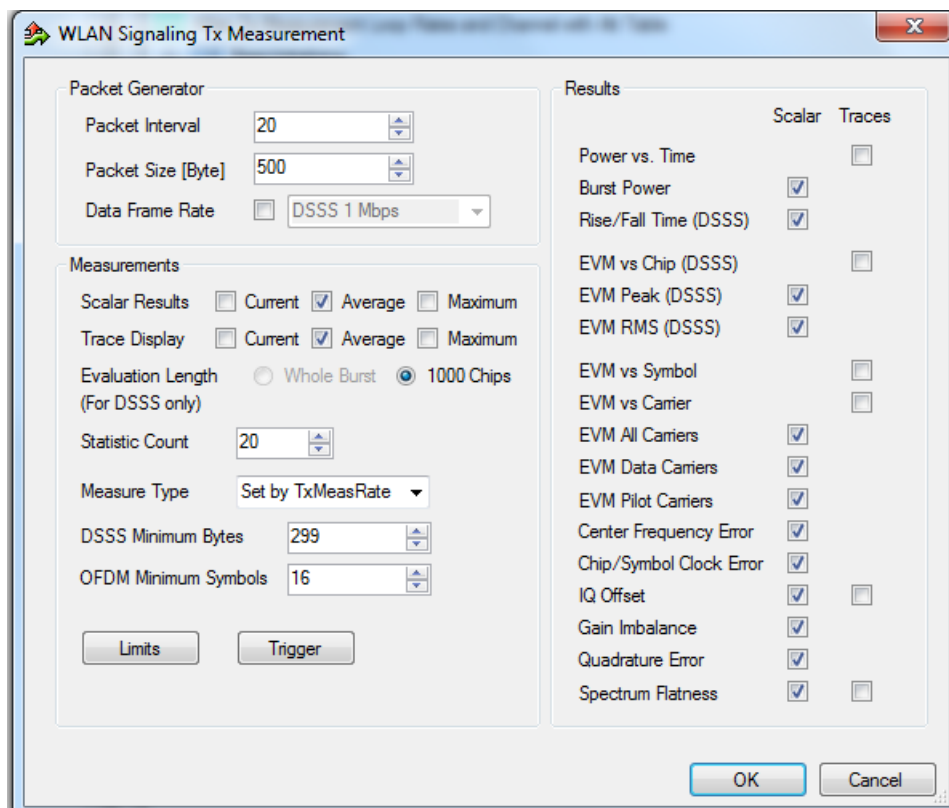 WLAN Signaling Tx Measurement
Packet Generator
Packet Interval 20
Packet Size [Byte] 500
Data Frame Rate DSSS 1 Mbps
Measurements
Scalar Results Current Average Maximum
Trace Display Current Average Maximum
Evaluation Length Whole Burst 1000 Chips
(For DSSS only)
Statistic Count 20
Measure Type Set by TxMeasRate
DSSS Minimum Bytes 299
OFDM Minimum Symbols 16
Limits Trigger
Results
Scalar Traces
Power vs. Time
Burst Power
Rise/Fall Time (DSSS)
EVM vs Chip (DSSS)
EVM Peak (DSSS)
EVM RMS (DSSS)
EVM vs Symbol
EVM vs Carrier
EVM All Carriers
EVM Data Carriers
EVM Pilot Carriers
Center Frequency Error
Chip/Symbol Clock Error
IQ Offset
Gain Imbalance
Quadrature Error
Spectrum Flatness
OK Cancel